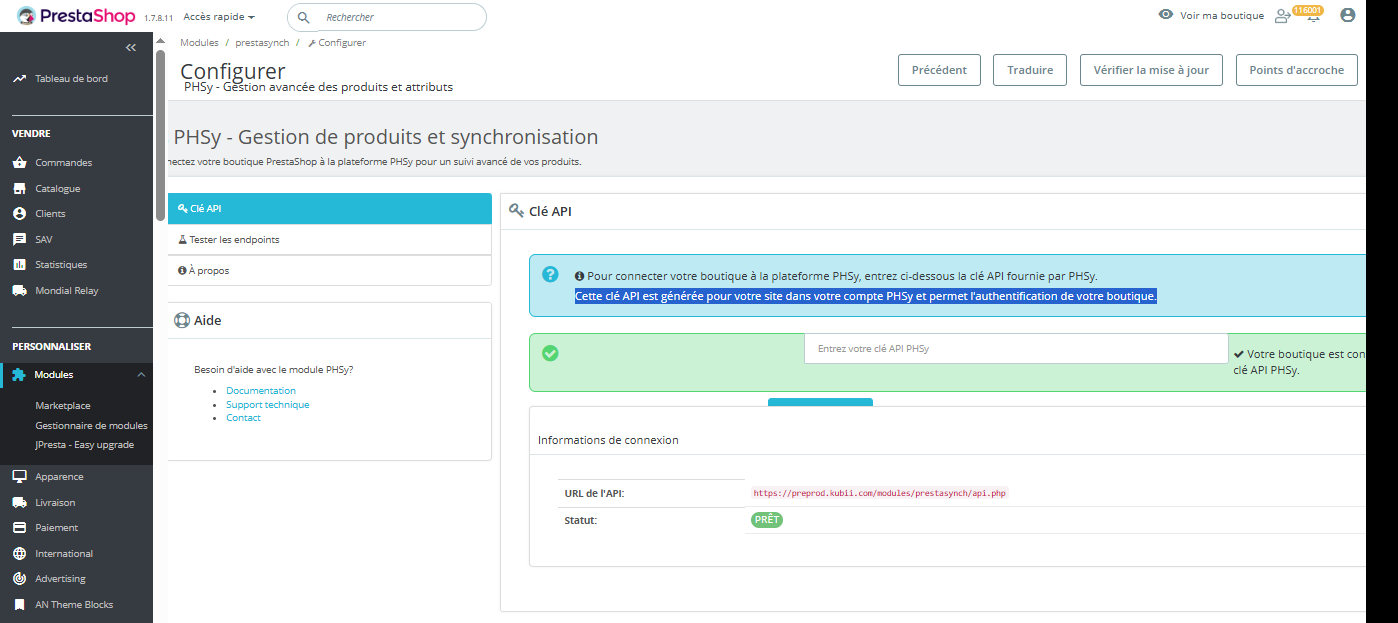 PrestaShop 1.7.8.11 Accès rapide Rechercher Voir ma boutique 116001
Modules / prestasynch / Configurer
Configurer
PHSy - Gestion avancée des produits et attributs
Précédent Traduire Vérifier la mise à jour Points d'accroche
Tableau de bord
VENDRE
Commandes
Catalogue
Clients
SAV
Statistiques
Mondial Relay
PERSONNALISER
Modules
Marketplace
Gestionnaire de modules
JPresta - Easy upgrade
Apparence
Livraison
Paiement
International
Advertising
AN Theme Blocks
PHSy - Gestion de produits et synchronisation
nectez votre boutique PrestaShop à la plateforme PHSy pour un suivi avancé de vos produits.
Clé API
Tester les endpoints
À propos
Aide
Besoin d'aide avec le module PHSy?
Documentation
Support technique
Contact
Clé API
Pour connecter votre boutique à la plateforme PHSy, entrez ci-dessous la clé API fournie par PHSy.
Cette clé API est générée pour votre site dans votre compte PHSy et permet l'authentification de votre boutique.
Entrez votre clé API PHSy
Votre boutique est con
clé API PHSy.
Informations de connexion
URL de l'API: https://preprod.kubii.com/modules/prestasynch/api.php
Statut: PRÊT